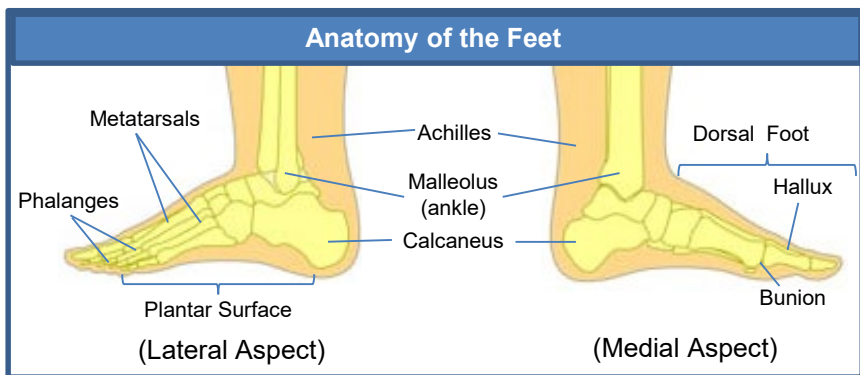 Anatomy of the Feet
Metatarsals
Achilles
Dorsal Foot
Phalanges
Malleolus
(ankle)
Hallux
Calcaneus
Plantar Surface
Bunion
(Lateral Aspect)
(Medial Aspect)